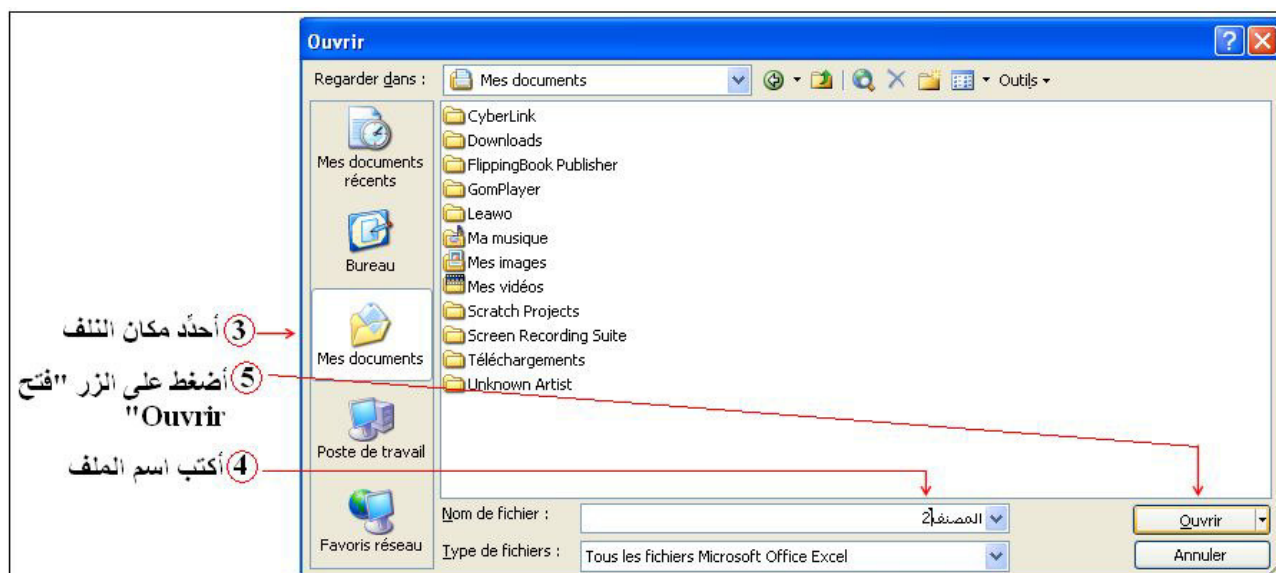 Ouvrir
Regarder dans :
Mes documents
Outils
Mes documents
récents
Bureau
Mes documents
Poste de travail
Favoris réseau
CyberLink
Downloads
FlippingBook Publisher
GomPlayer
Leawo
Ma musique
Mes images
Mes vidéos
Scratch Projects
Screen Recording Suite
Téléchargements
Unknown Artist
③ أحدّد مكان النلف
⑤ أضغط على الزر "فتح
Ouvrir"
④ أكتب اسم الملف
Nom de fichier :
المصنف2
Ouvrir
Type de fichiers :
Tous les fichiers Microsoft Office Excel
Annuler